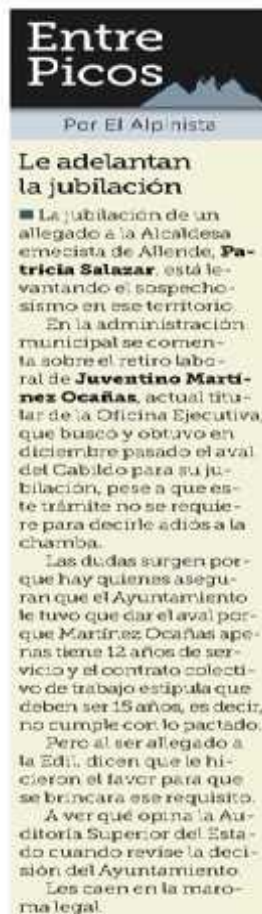 Entre
Picos
Por El Alpinista
Le adelantan
la jubilación
La jubilación de un
allegado a la Alcaldesa
emecista de Allende, Pa-
tricia Salazar, está le-
vantando el sospecho-
sismo en ese territorio.
En la administración
municipal se comen-
ta sobre el retiro labo-
ral de Juventino Martí-
nez Ocañas, actual titu-
lar de la Oficina Ejecutiva,
que buscó y obtuvo en
diciembre pasado el aval
del Cabildo para su ju-
bilación, pese a que es-
te trámite no se requie-
re para decirle adiós a la
chamba.
Las dudas surgen por-
que hay quienes asegu-
ran que el Ayuntamiento
le tuvo que dar el aval por-
que Martínez Ocañas ape-
nas tiene 12 años de ser-
vicio y el contrato colecti-
vo de trabajo estipula que
deben ser 15 años, es decir,
no cumple con lo pactado.
Pero al ser allegado a
la Edil, dicen que le hi-
cieron el favor para que
se brincara ese requisito.
A ver qué opina la Au-
ditoría Superior del Esta-
do cuando revise la deci-
sión del Ayuntamiento.
Les caen en la maro-
ma legal.